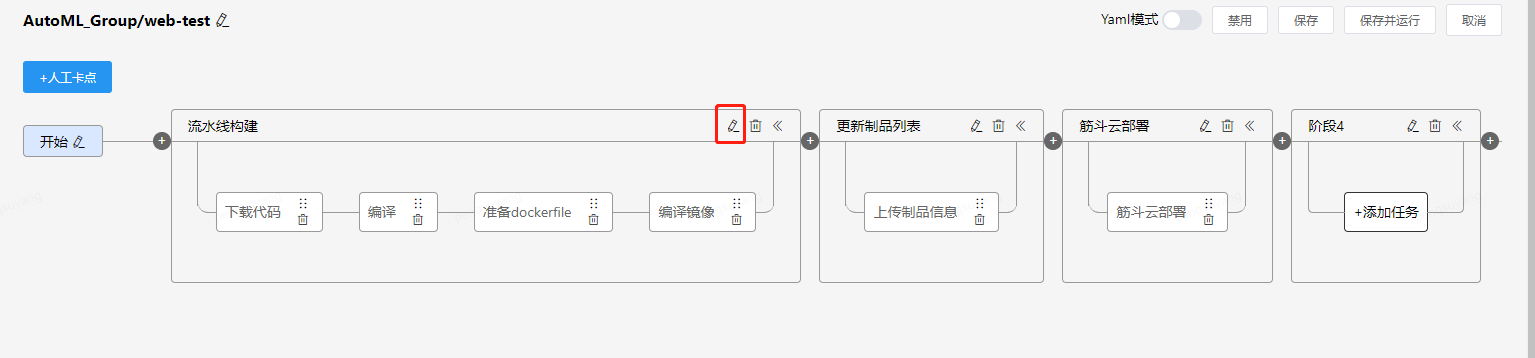 AutoML_Group/web-test
Yaml模式 禁用 保存 保存并运行 取消
+人工卡点
开始
流水线构建
下载代码
编译
准备dockerfile
编译镜像
更新制品列表
上传制品信息
筋斗云部署
筋斗云部署
阶段4
+添加任务